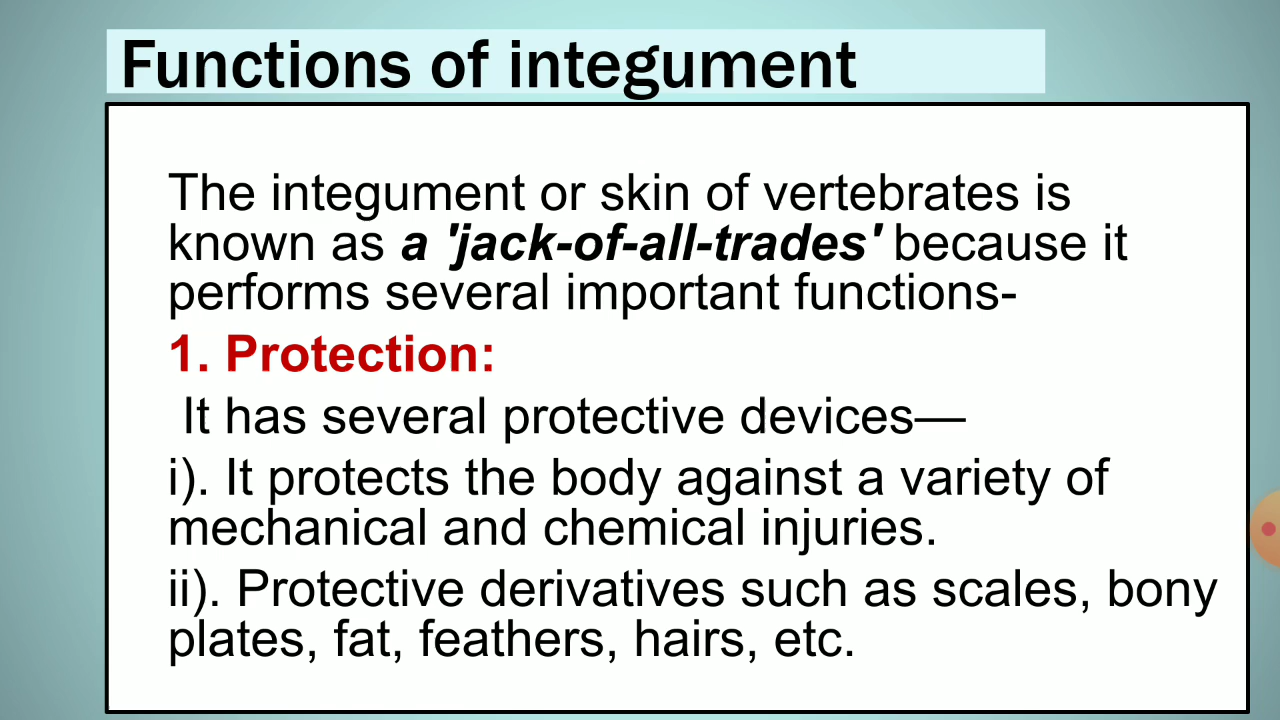 Functions of integument
The integument or skin of vertebrates is
known as a 'jack-of-all-trades' because it
performs several important functions-
1. Protection:
It has several protective devices—
i). It protects the body against a variety of
mechanical and chemical injuries.
ii). Protective derivatives such as scales, bony
plates, fat, feathers, hairs, etc.